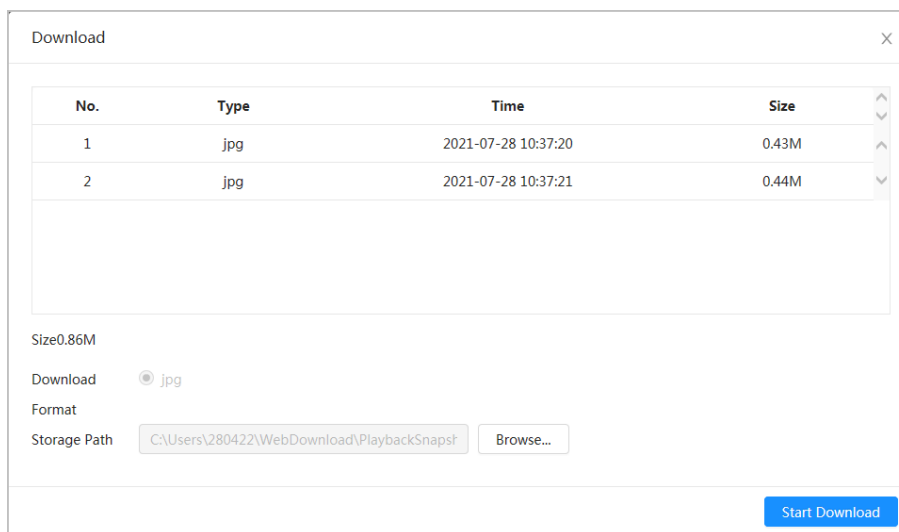 Download
No. Type Time Size
1 jpg 2021-07-28 10:37:20 0.43M
2 jpg 2021-07-28 10:37:21 0.44M
Size0.86M
Download jpg
Format
Storage Path C:\Users\280422\WebDownload\PlaybackSnapsh Browse...
Start Download